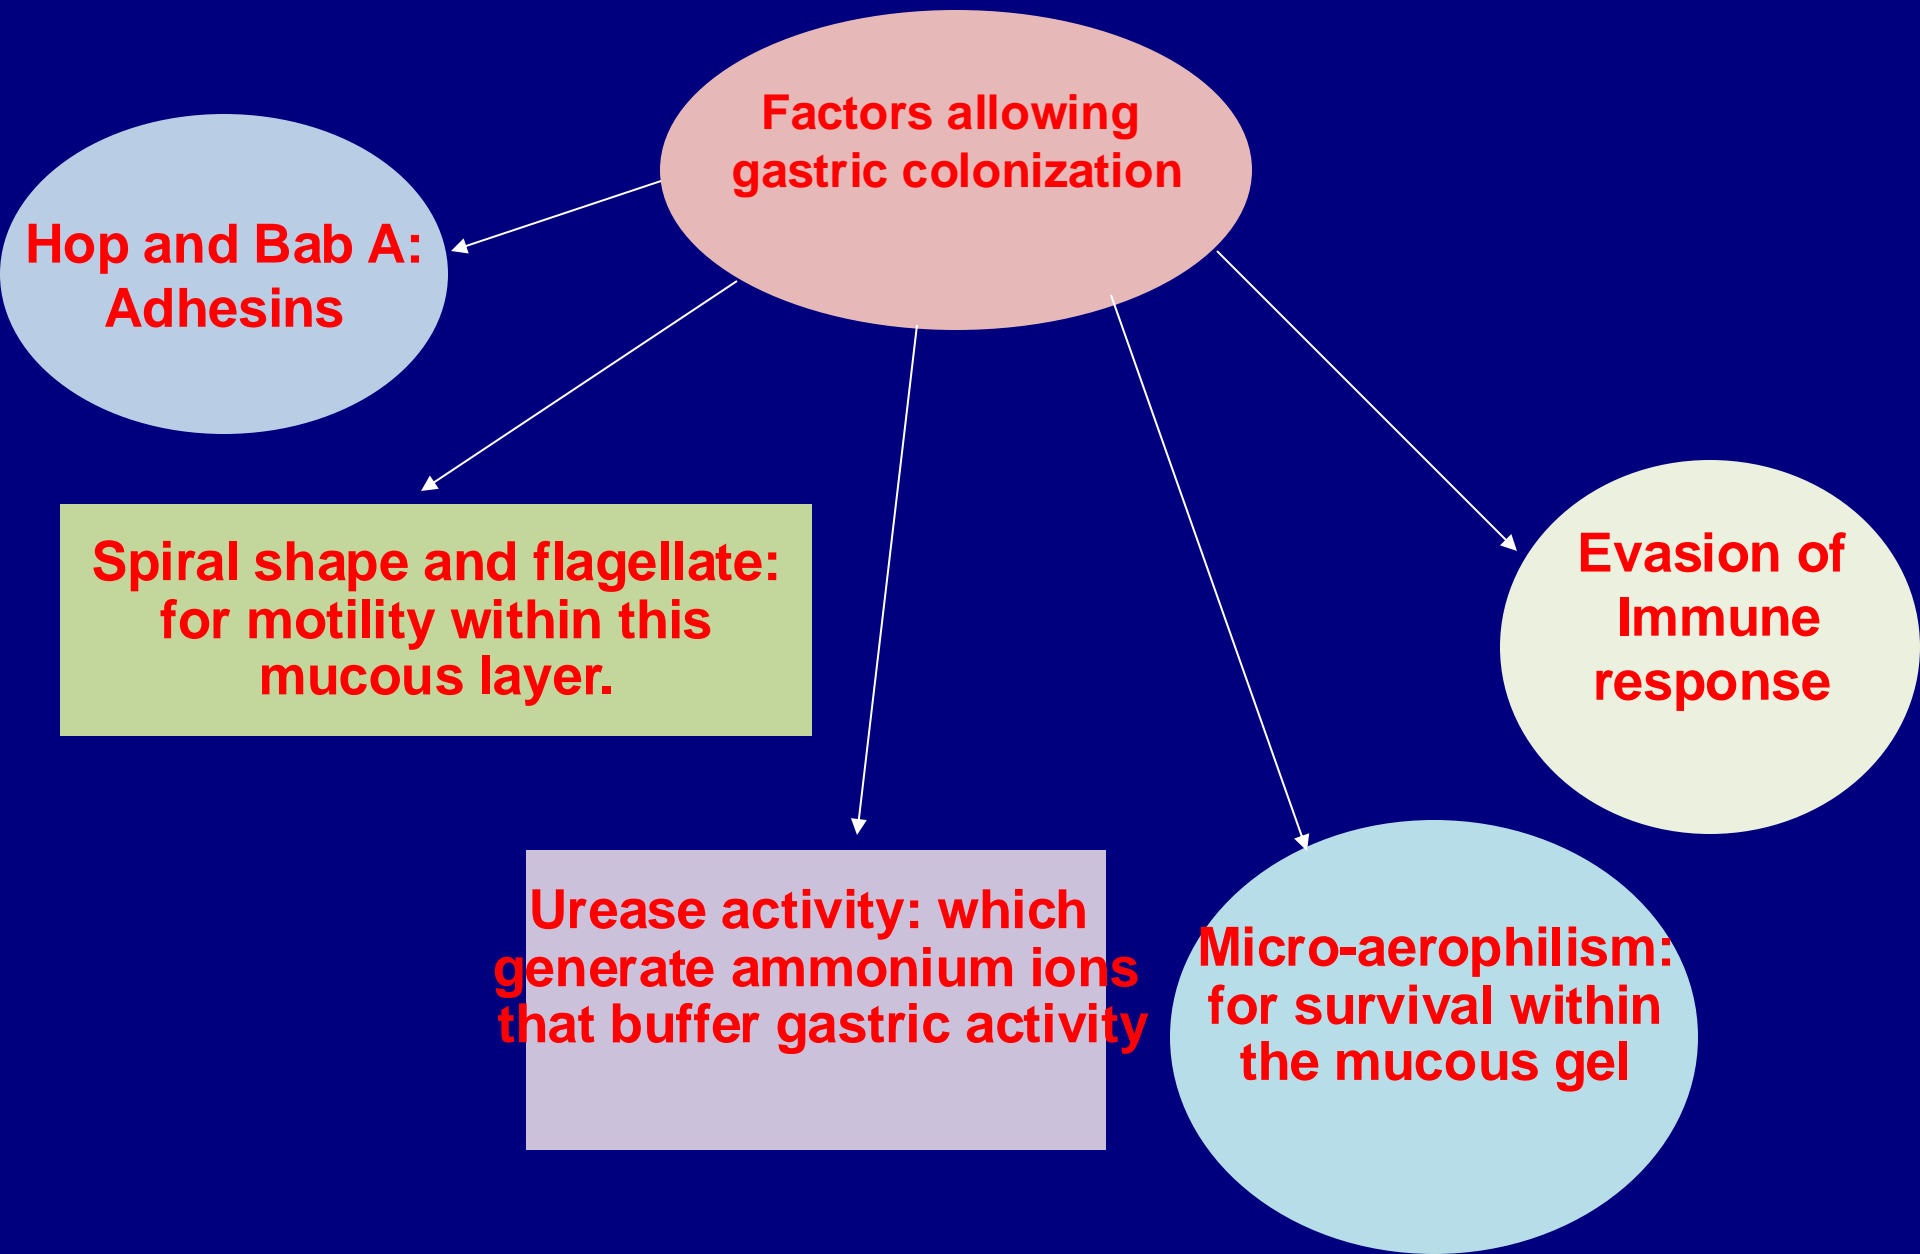 Factors allowing
gastric colonization
Hop and Bab A:
Adhesins
Spiral shape and flagellate:
for motility within this
mucous layer.
Evasion of
Immune
response
Urease activity: which
generate ammonium ions
that buffer gastric activity
Micro-aerophilism:
for survival within
the mucous gel